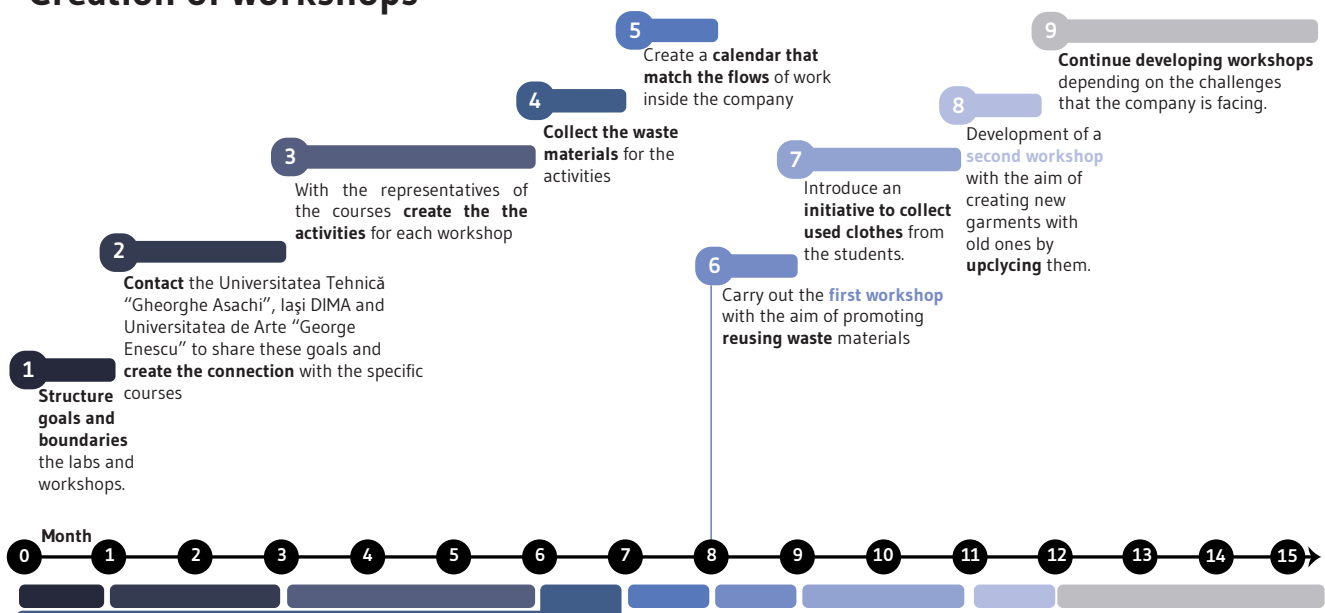 Creation of workshops
1
Structure
goals and
boundaries
the labs and
workshops.
2
Contact the Universitatea Tehnică
“Gheorghe Asachi”, Iaşi DIMA and
Universitatea de Arte “George
Enescu” to share these goals and
create the connection with the specific
courses
3
With the representatives of
the courses create the the
activities for each workshop
4
Collect the waste
materials for the
activities
5
Create a calendar that
match the flows of work
inside the company
6
Carry out the first workshop
with the aim of promoting
reusing waste materials
7
Introduce an
initiative to collect
used clothes from
the students.
8
Development of a
second workshop
with the aim of
creating new
garments with
old ones by
upclycing them.
9
Continue developing workshops
depending on the challenges
that the company is facing.
Month
0 1 2 3 4 5 6 7 8 9 10 11 12 13 14 15